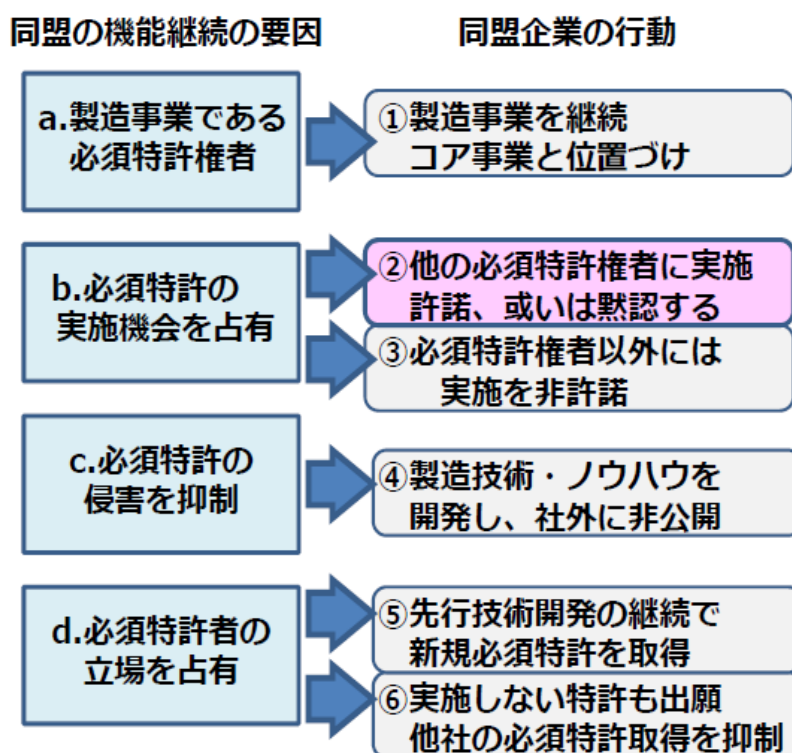 同盟の機能継続の要因
同盟企業の行動
a.製造事業である
必須特許権者
①製造事業を継続
コア事業と位置づけ
b.必須特許の
実施機会を占有
②他の必須特許権者に実施
許諾、或いは黙認する
③必須特許権者以外には
実施を非許諾
c.必須特許の
侵害を抑制
④製造技術・ノウハウを
開発し、社外に非公開
d.必須特許者の
立場を占有
⑤先行技術開発の継続で
新規必須特許を取得
⑥実施しない特許も出願
他社の必須特許取得を抑制